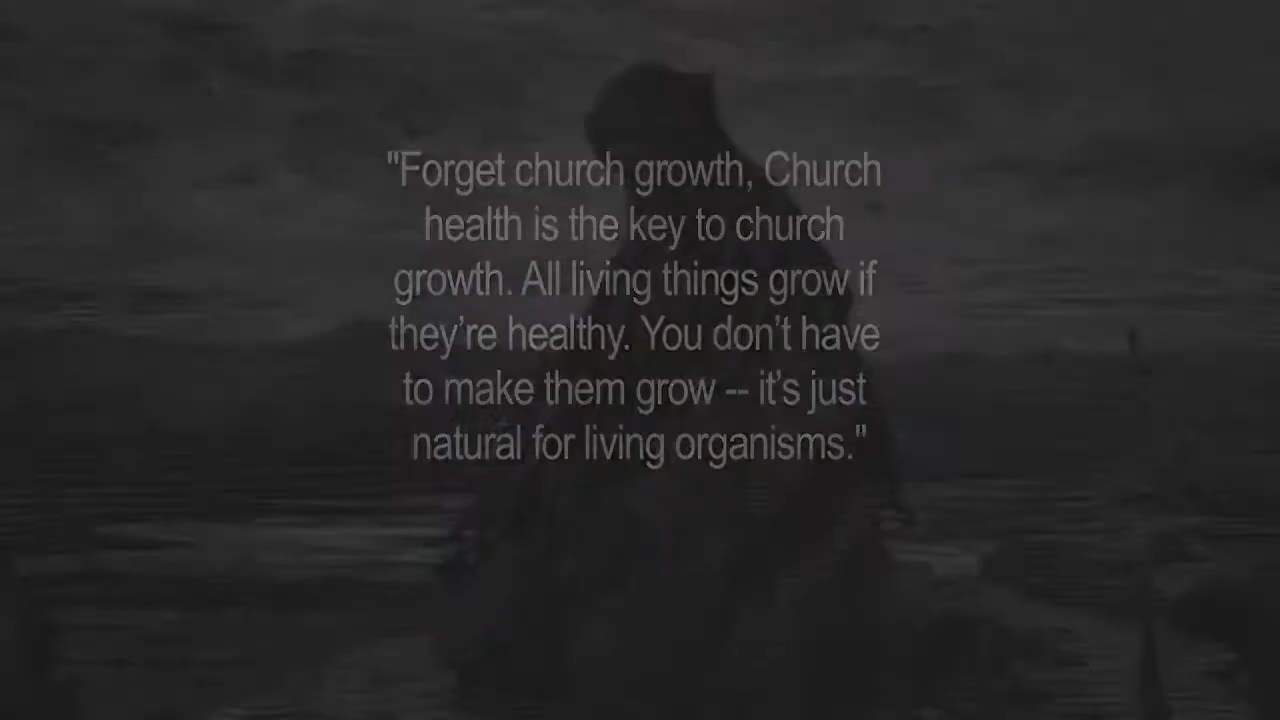 "Forget church growth, Church
health is the key to church
growth. All living things grow if
they’re healthy. You don’t have
to make them grow -- it’s just
natural for living organisms."